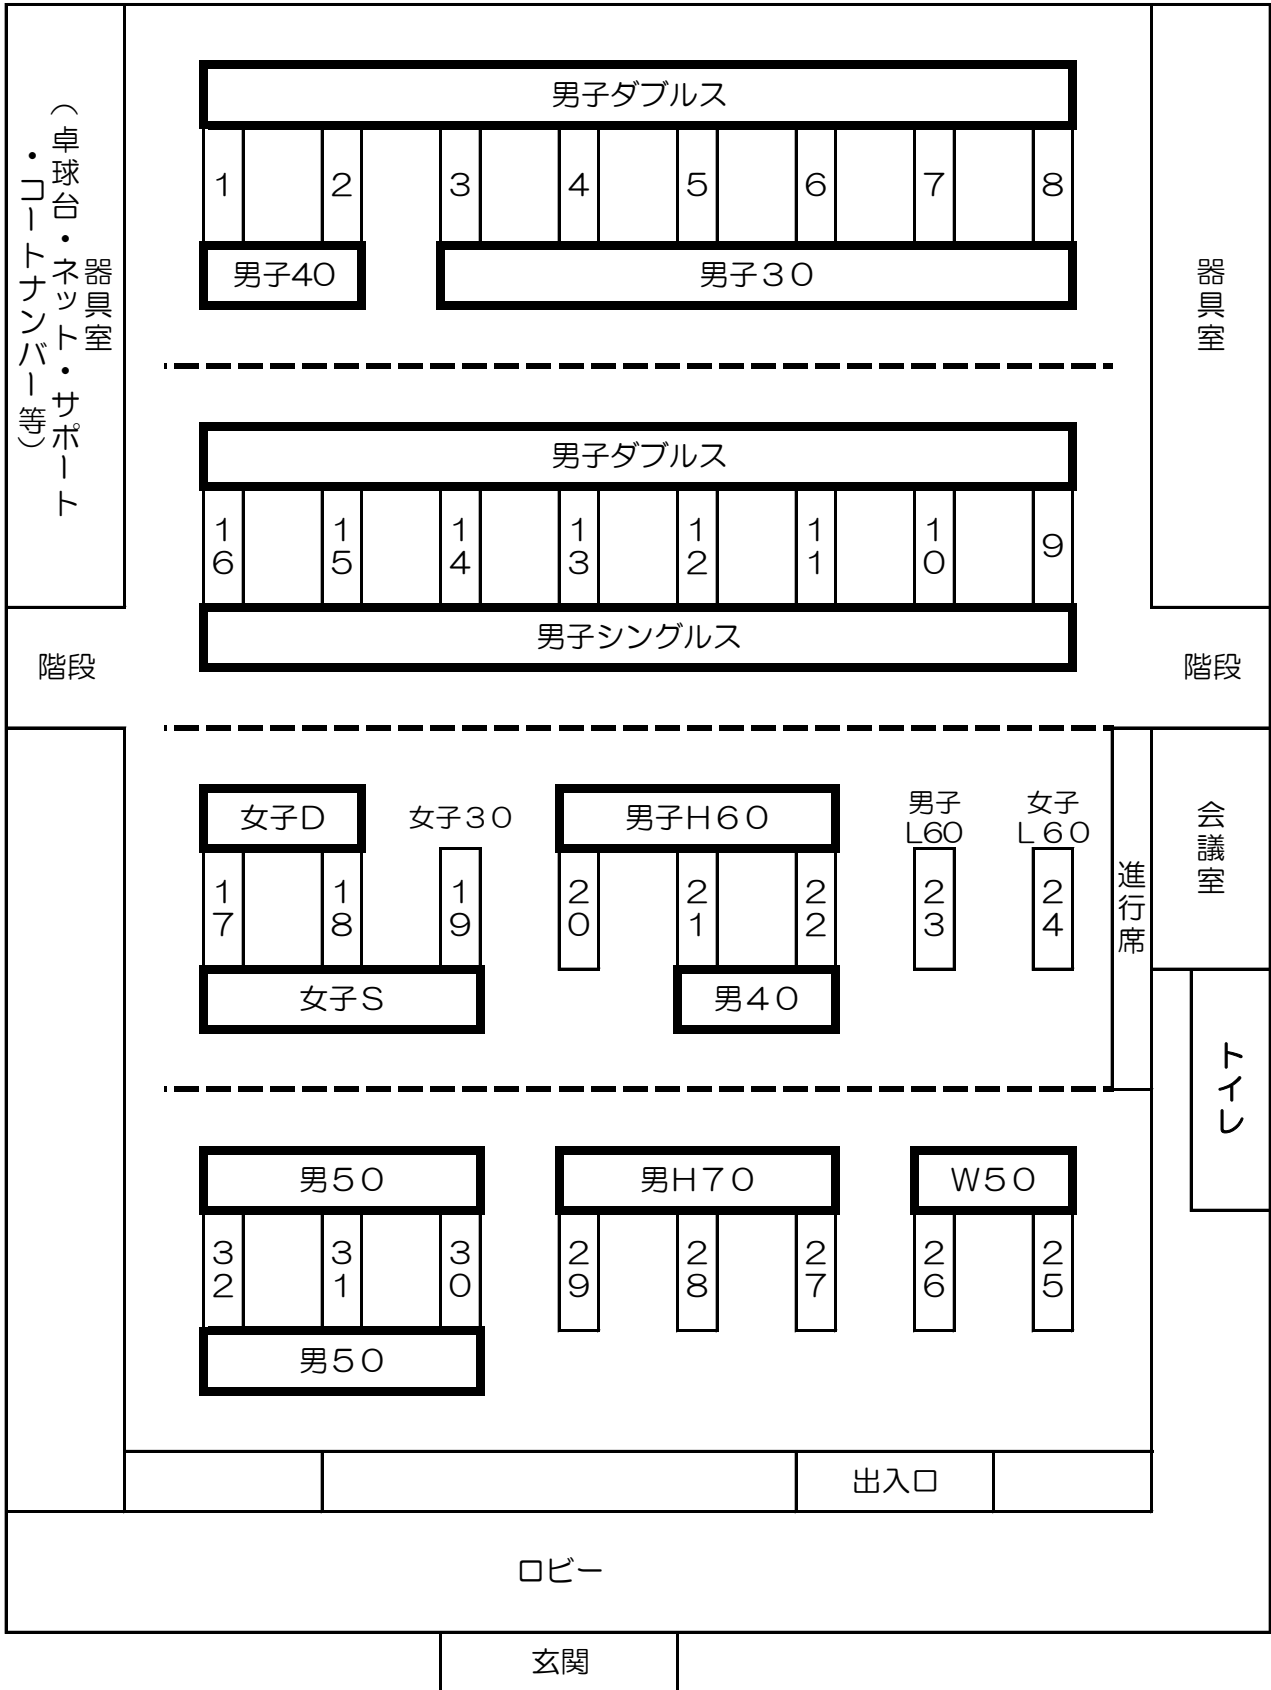 男子ダブルス
1 2 3 4 5 6 7 8
男子40 男子30
器具室
（卓球台・ネット・サポート
・コートナンバー等）
器具室
男子ダブルス
16 15 14 13 12 11 10 9
男子シングルス
階段
階段
女子D 女子30 男子H60 男子L60 女子L60
17 18 19 20 21 22 23 24
女子S 男40
進行席
会議室
トイレ
男50 男H70 W50
32 31 30 29 28 27 26 25
男50
出入口
ロビー
玄関